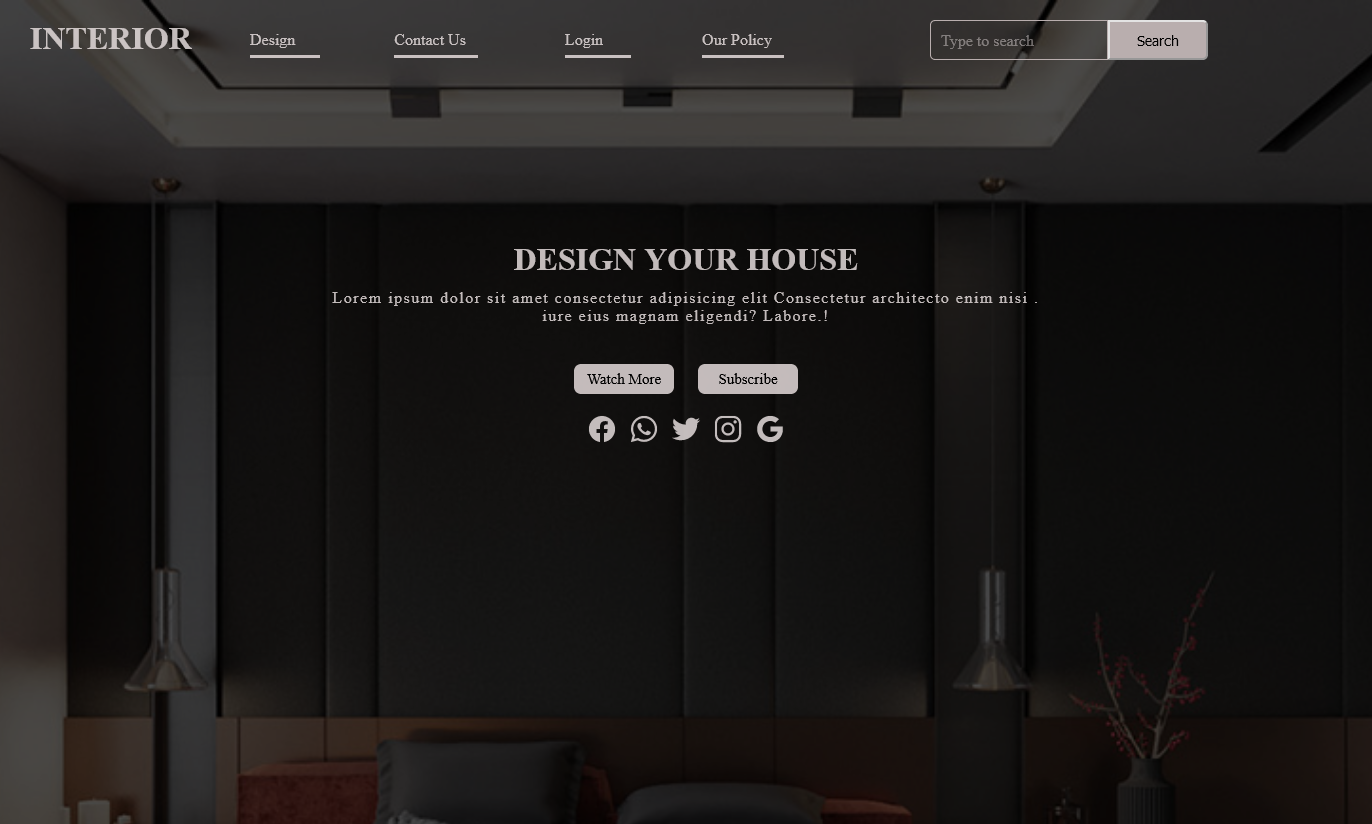 INTERIOR
Design
Contact Us
Login
Our Policy
Type to search
Search
DESIGN YOUR HOUSE
Lorem ipsum dolor sit amet consectetur adipisicing elit Consectetur architecto enim nisi .
iure eius magnam eligendi? Labore.!
Watch More
Subscribe